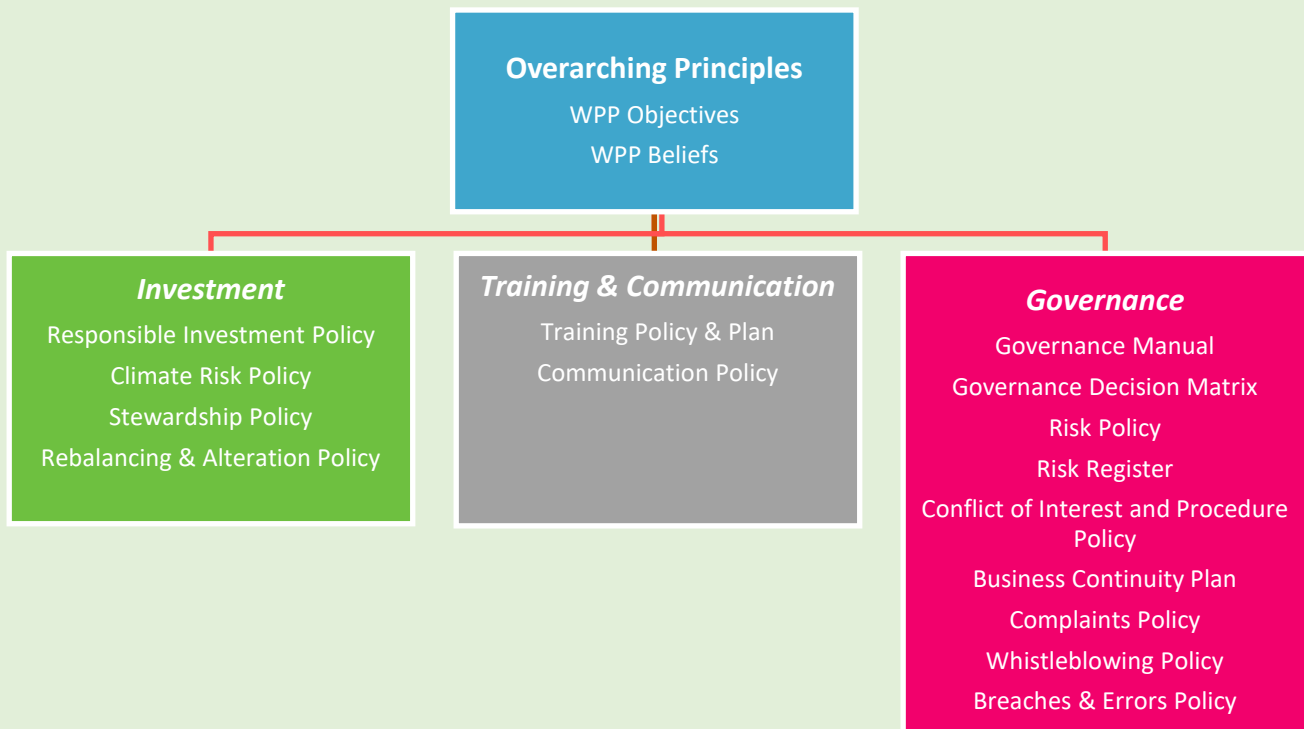 Overarching Principles
WPP Objectives
WPP Beliefs
Investment
Responsible Investment Policy
Climate Risk Policy
Stewardship Policy
Rebalancing & Alteration Policy
Training & Communication
Training Policy & Plan
Communication Policy
Governance
Governance Manual
Governance Decision Matrix
Risk Policy
Risk Register
Conflict of Interest and Procedure
Policy
Business Continuity Plan
Complaints Policy
Whistleblowing Policy
Breaches & Errors Policy